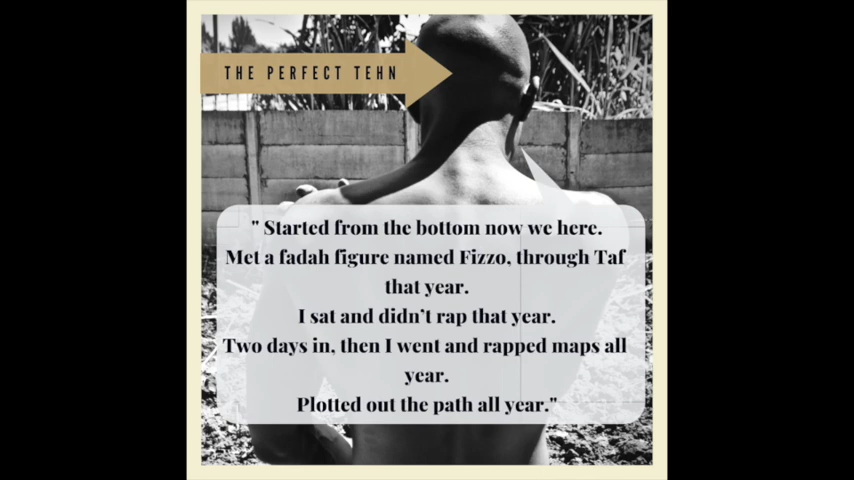 THE PERFECT TEHN
" Started from the bottom now we here.
Met a fadah figure named Fizzo, through Taf
that year.
I sat and didn't rap that year.
Two days in, then I went and rapped maps all
year.
Plotted out the path all year."